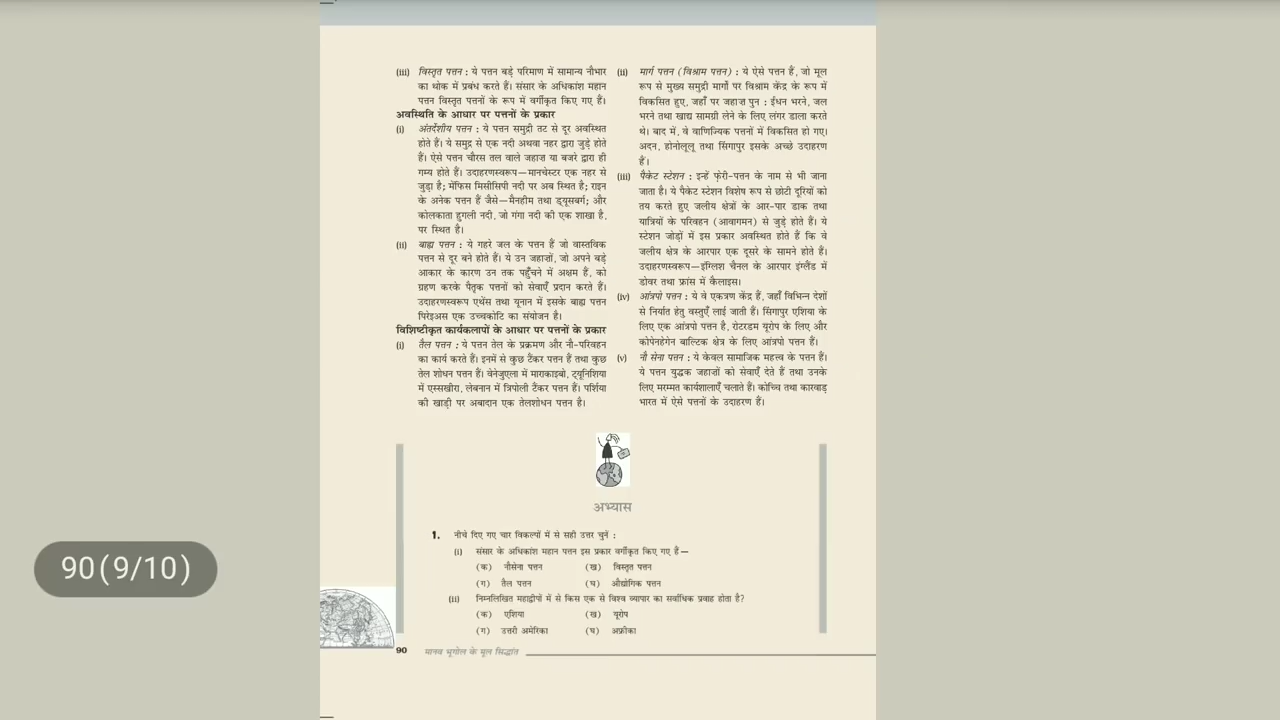 (iii) विस्तृत पत्तन : ये पत्तन बड़े परिमाण में सामान्य नौभार
का थोक में प्रबंध करते हैं। संसार के अधिकांश महान
पत्तन विस्तृत पत्तनों के रूप में वर्गीकृत किए गए हैं।
अवस्थिति के आधार पर पत्तनों के प्रकार
(i) अंतर्देशीय पत्तन : ये पत्तन समुद्री तट से दूर अवस्थित
होते हैं। ये समुद्र से एक नदी अथवा नहर द्वारा जुड़े होते
हैं। ऐसे पत्तन चौरस तल वाले जहाज़ या बजरे द्वारा ही
गम्य होते हैं। उदाहरणस्वरूप—मानचेस्टर एक नहर से
जुड़ा है; मेंफिस मिसीसिपी नदी पर अब स्थित है; राइन
के अनेक पत्तन हैं जैसे—मैनहीम तथा ड्यूसबर्ग; और
कोलकाता हुगली नदी, जो गंगा नदी की एक शाखा है,
पर स्थित है।
(ii) बाह्य पत्तन : ये गहरे जल के पत्तन हैं जो वास्तविक
पत्तन से दूर बने होते हैं। ये उन जहाज़ों, जो अपने बड़े
आकार के कारण उन तक पहुँचने में अक्षम हैं, को
ग्रहण करके पैतृक पत्तनों को सेवाएँ प्रदान करते हैं।
उदाहरणस्वरूप एथेंस तथा यूनान में इसके बाह्य पत्तन
पिरेइअस एक उच्चकोटि का संयोजन है।
विशिष्टीकृत कार्यकलापों के आधार पर पत्तनों के प्रकार
(i) तैल पत्तन : ये पत्तन तेल के प्रक्रमण और नौ-परिवहन
का कार्य करते हैं। इनमें से कुछ टैंकर पत्तन हैं तथा कुछ
तेल शोधन पत्तन हैं। वेनेजुएला में माराकाइबो, ट्यूनिशिया
में एस्सखीरा, लेबनान में त्रिपोली टैंकर पत्तन हैं। पर्शिया
की खाड़ी पर अबादान एक तेलशोधन पत्तन है।
(ii) मार्ग पत्तन (विश्राम पत्तन) : ये ऐसे पत्तन हैं, जो मूल
रूप से मुख्य समुद्री मार्गों पर विश्राम केंद्र के रूप में
विकसित हुए, जहाँ पर जहाज़ पुन : ईंधन भरने, जल
भरने तथा खाद्य सामग्री लेने के लिए लंगर डाला करते
थे। बाद में, वे वाणिज्यिक पत्तनों में विकसित हो गए।
अदन, होनोलूलू तथा सिंगापुर इसके अच्छे उदाहरण
हैं।
(iii) पैकेट स्टेशन : इन्हें फ़ेरी-पत्तन के नाम से भी जाना
जाता है। ये पैकेट स्टेशन विशेष रूप से छोटी दूरियों को
तय करते हुए जलीय क्षेत्रों के आर-पार डाक तथा
यात्रियों के परिवहन (आवागमन) से जुड़े होते हैं। ये
स्टेशन जोड़ों में इस प्रकार अवस्थित होते हैं कि वे
जलीय क्षेत्र के आरपार एक दूसरे के सामने होते हैं।
उदाहरणस्वरूप—इंग्लिश चैनल के आरपार इंग्लैंड में
डोवर तथा फ्रांस में कैलाइस।
(iv) आंत्रपो पत्तन : ये वे एकत्रण केंद्र हैं, जहाँ विभिन्न देशों
से निर्यात हेतु वस्तुएँ लाई जाती हैं। सिंगापुर एशिया के
लिए एक आंत्रपो पत्तन है, रोटरडम यूरोप के लिए और
कोपेनहेगेन बाल्टिक क्षेत्र के लिए आंत्रपो पत्तन हैं।
(v) नौ सेना पत्तन : ये केवल सामाजिक महत्त्व के पत्तन हैं।
ये पत्तन युद्धक जहाज़ों को सेवाएँ देते हैं तथा उनके
लिए मरम्मत कार्यशालाएँ चलाते हैं। कोच्चि तथा कारवाड़
भारत में ऐसे पत्तनों के उदाहरण हैं।
अभ्यास
1. नीचे दिए गए चार विकल्पों में से सही उत्तर चुनें :
(i) संसार के अधिकांश महान पत्तन इस प्रकार वर्गीकृत किए गए हैं—
(क) नौसेना पत्तन (ख) विस्तृत पत्तन
(ग) तैल पत्तन (घ) औद्योगिक पत्तन
(ii) निम्नलिखित महाद्वीपों में से किस एक से विश्व व्यापार का सर्वाधिक प्रवाह होता है?
(क) एशिया (ख) यूरोप
(ग) उत्तरी अमेरिका (घ) अफ्रीका
90(9/10)
90 मानव भूगोल के मूल सिद्धांत